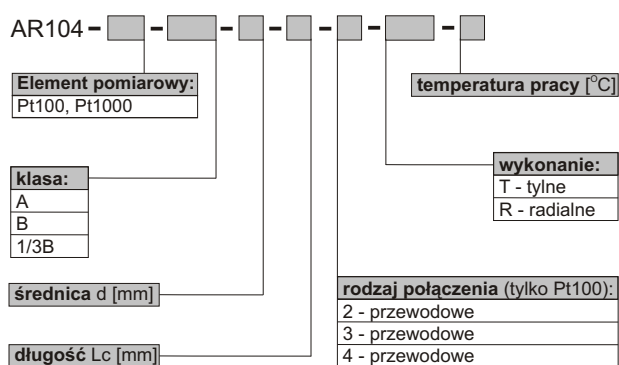 AR104 - - - - - - -
Element pomiarowy:
Pt100, Pt1000
temperatura pracy [°C]
klasa:
A
B
1/3B
wykonanie:
T - tylne
R - radialne
średnica d [mm]
długość Lc [mm]
rodzaj połączenia (tylko Pt100):
2 - przewodowe
3 - przewodowe
4 - przewodowe